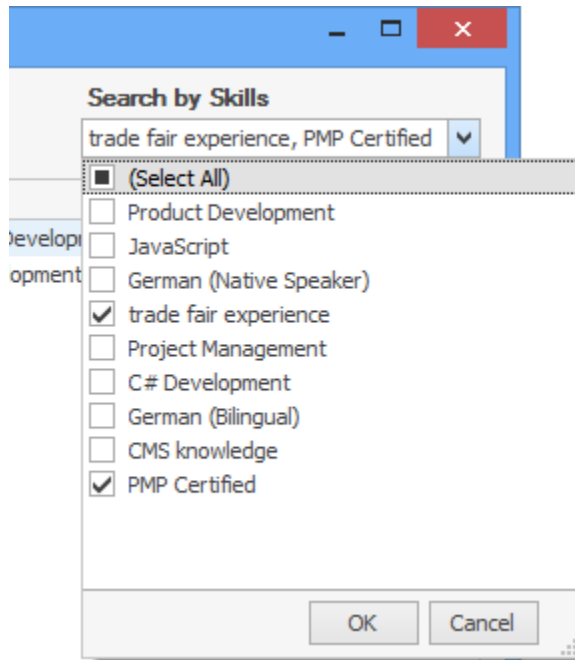 Search by Skills
trade fair experience, PMP Certified
(Select All)
Product Development
JavaScript
German (Native Speaker)
trade fair experience
Project Management
C# Development
German (Bilingual)
CMS knowledge
PMP Certified
OK Cancel